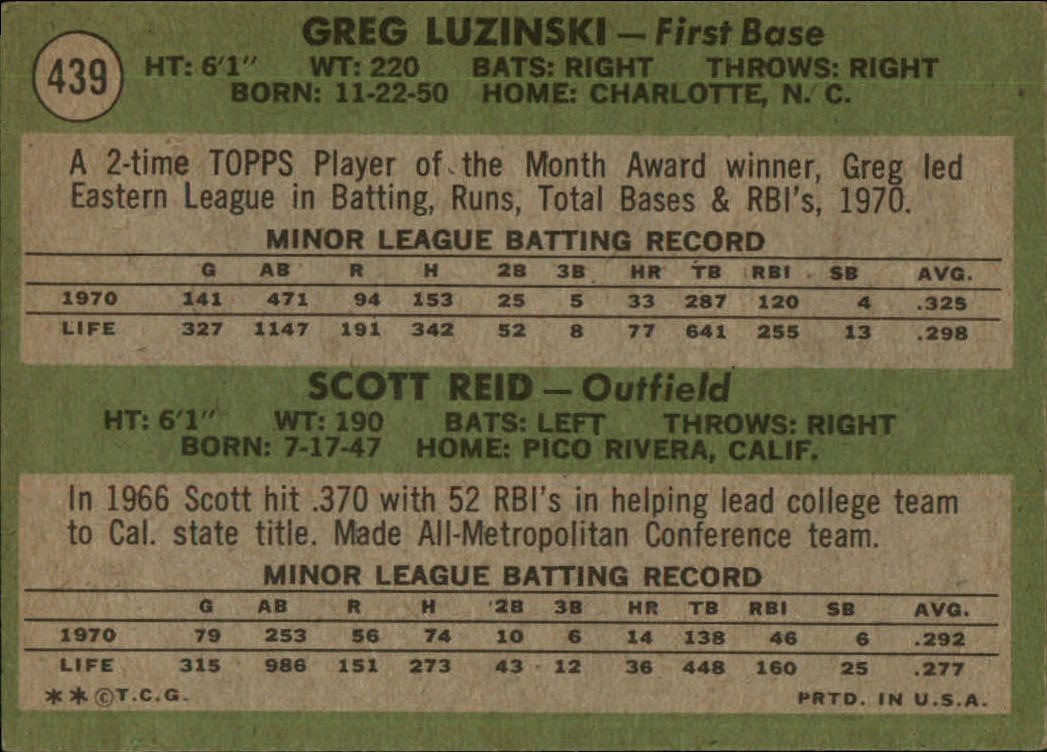 GREG LUZINSKI — First Base
439
HT: 6'1" WT: 220 BATS: RIGHT THROWS: RIGHT
BORN: 11-22-50 HOME: CHARLOTTE, N. C.
A 2-time TOPPS Player of the Month Award winner, Greg led
Eastern League in Batting, Runs, Total Bases & RBI's, 1970.
MINOR LEAGUE BATTING RECORD
G AB R H 2B 3B HR TB RBI SB AVG.
1970 141 471 94 153 25 5 33 287 120 4 .325
LIFE 327 1147 191 342 52 8 77 641 255 13 .298
SCOTT REID — Outfield
HT: 6'1" WT: 190 BATS: LEFT THROWS: RIGHT
BORN: 7-17-47 HOME: PICO RIVERA, CALIF.
In 1966 Scott hit .370 with 52 RBI's in helping lead college team
to Cal. state title. Made All-Metropolitan Conference team.
MINOR LEAGUE BATTING RECORD
G AB R H 2B 3B HR TB RBI SB AVG.
1970 79 253 56 74 10 6 14 138 46 6 .292
LIFE 315 986 151 273 43 12 36 448 160 25 .277
✶✶©T.C.G. PRTD. IN U.S.A.